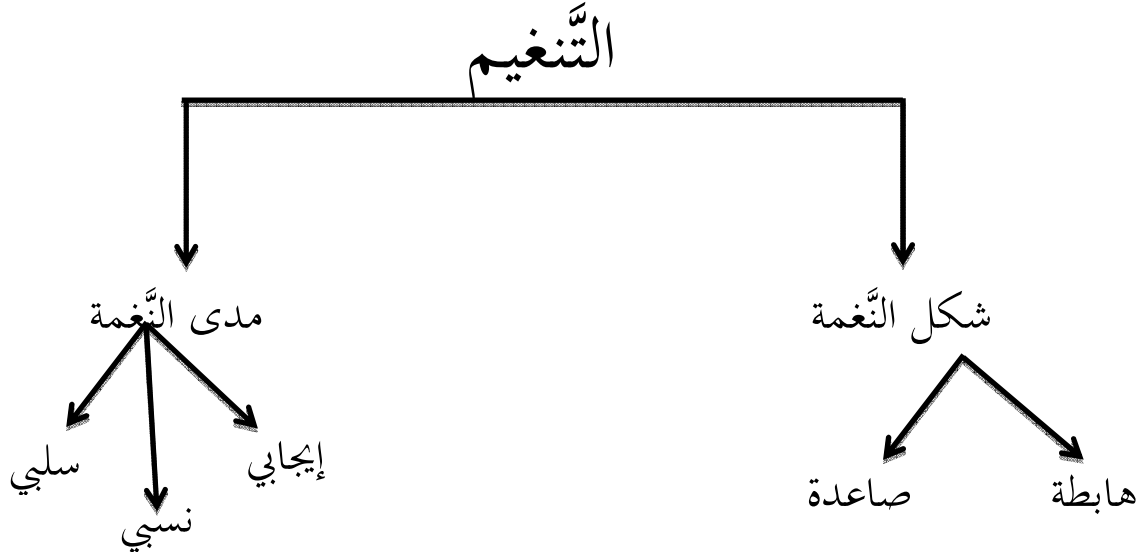 التَّنغيم
شكل النَّغمة
مدى النَّغمة
هابطة
صاعدة
إيجابي
نسبي
سلبي